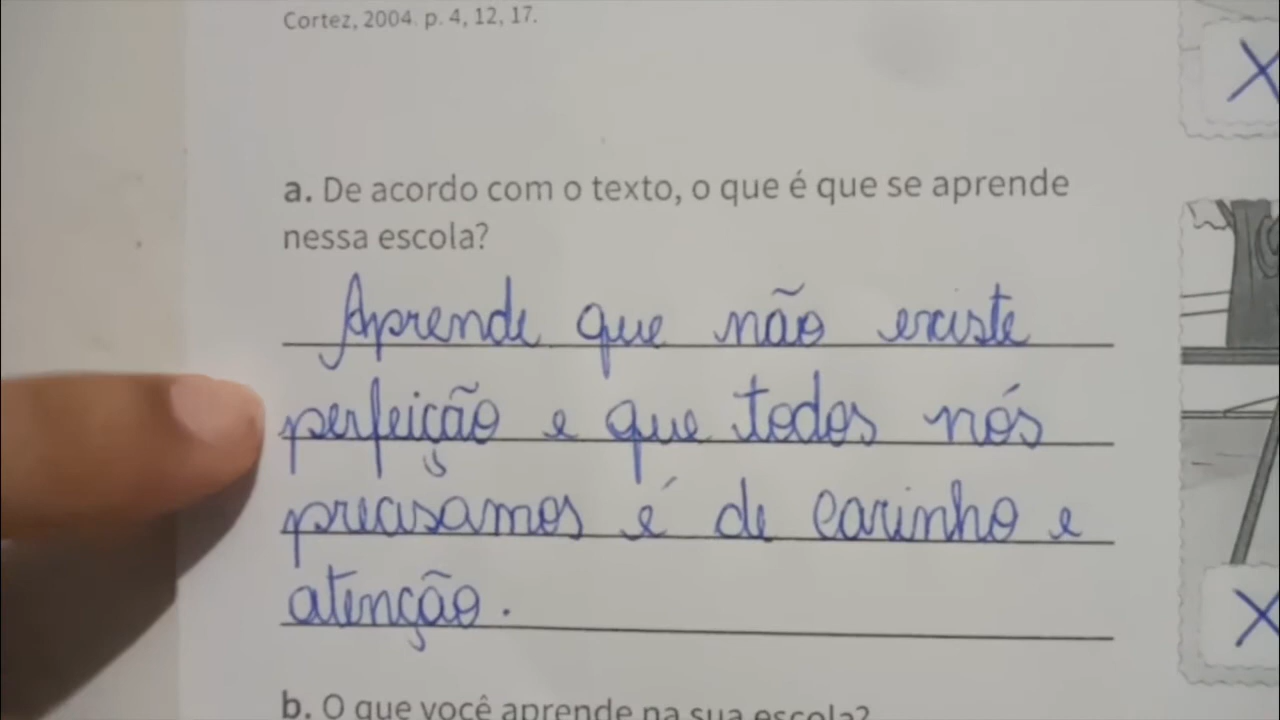 Cortez, 2004. p. 4, 12, 17.
a. De acordo com o texto, o que é que se aprende
nessa escola?
Aprende que não existe
perfeição e que todos nós
precisamos é de carinho e
atenção.
b. O que você aprende na sua escola?
X
X